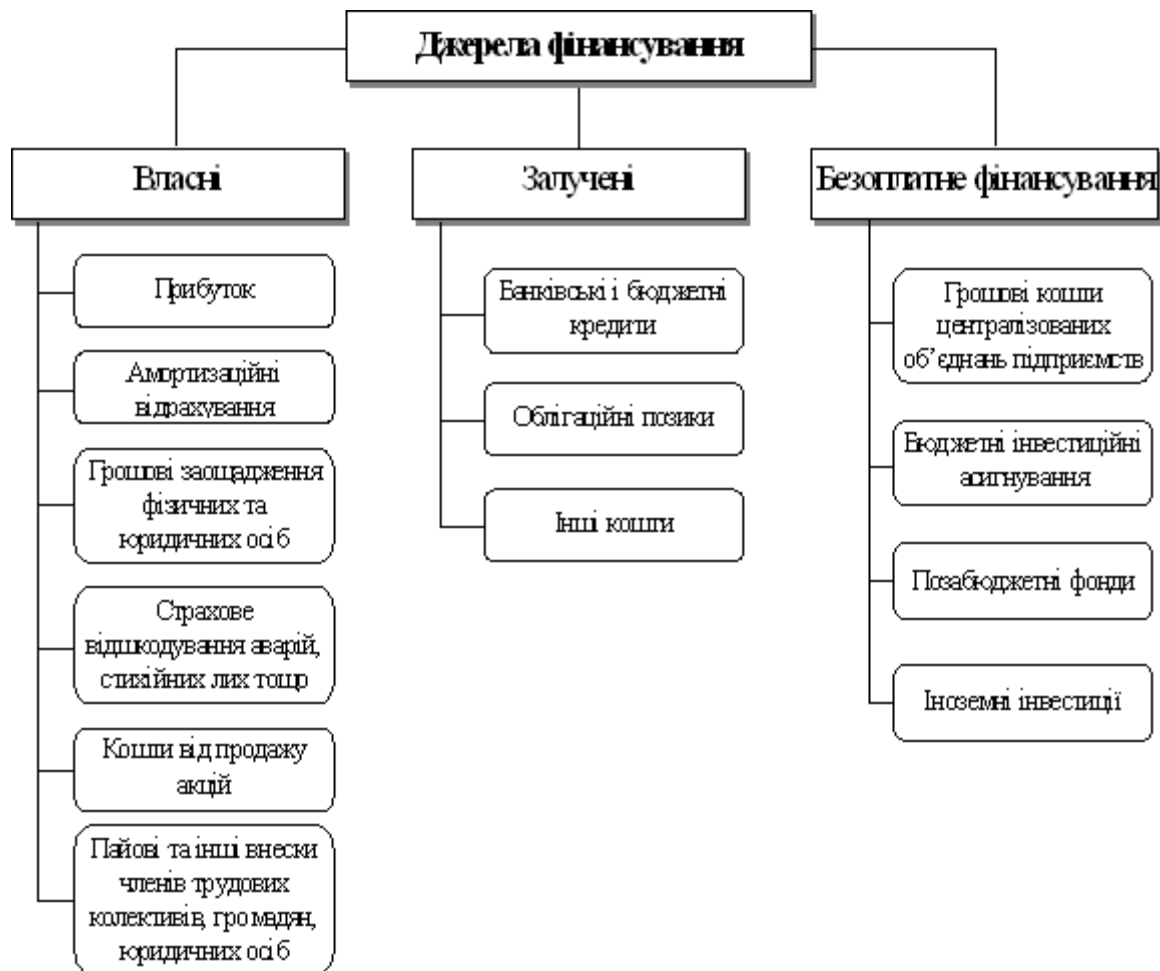 Джерела фінансування
Власні
Прибуток
Амортизаційні
відрахування
Грошові заощадження
фізичних та
юридичних осіб
Страхове
відшкодування аварій,
стихійних лих тощо
Кошти від продажу
акцій
Пайові та інші внески
членів трудових
колективів, громадян,
юридичних осіб
Залучені
Банківські і бюджетні
кредити
Облігаційні позики
Інші кошти
Безоплатне фінансування
Грошові кошти
централізованих
об’єднань підприємств
Бюджетні інвестиційні
асигнування
Позабюджетні фонди
Іноземні інвестиції